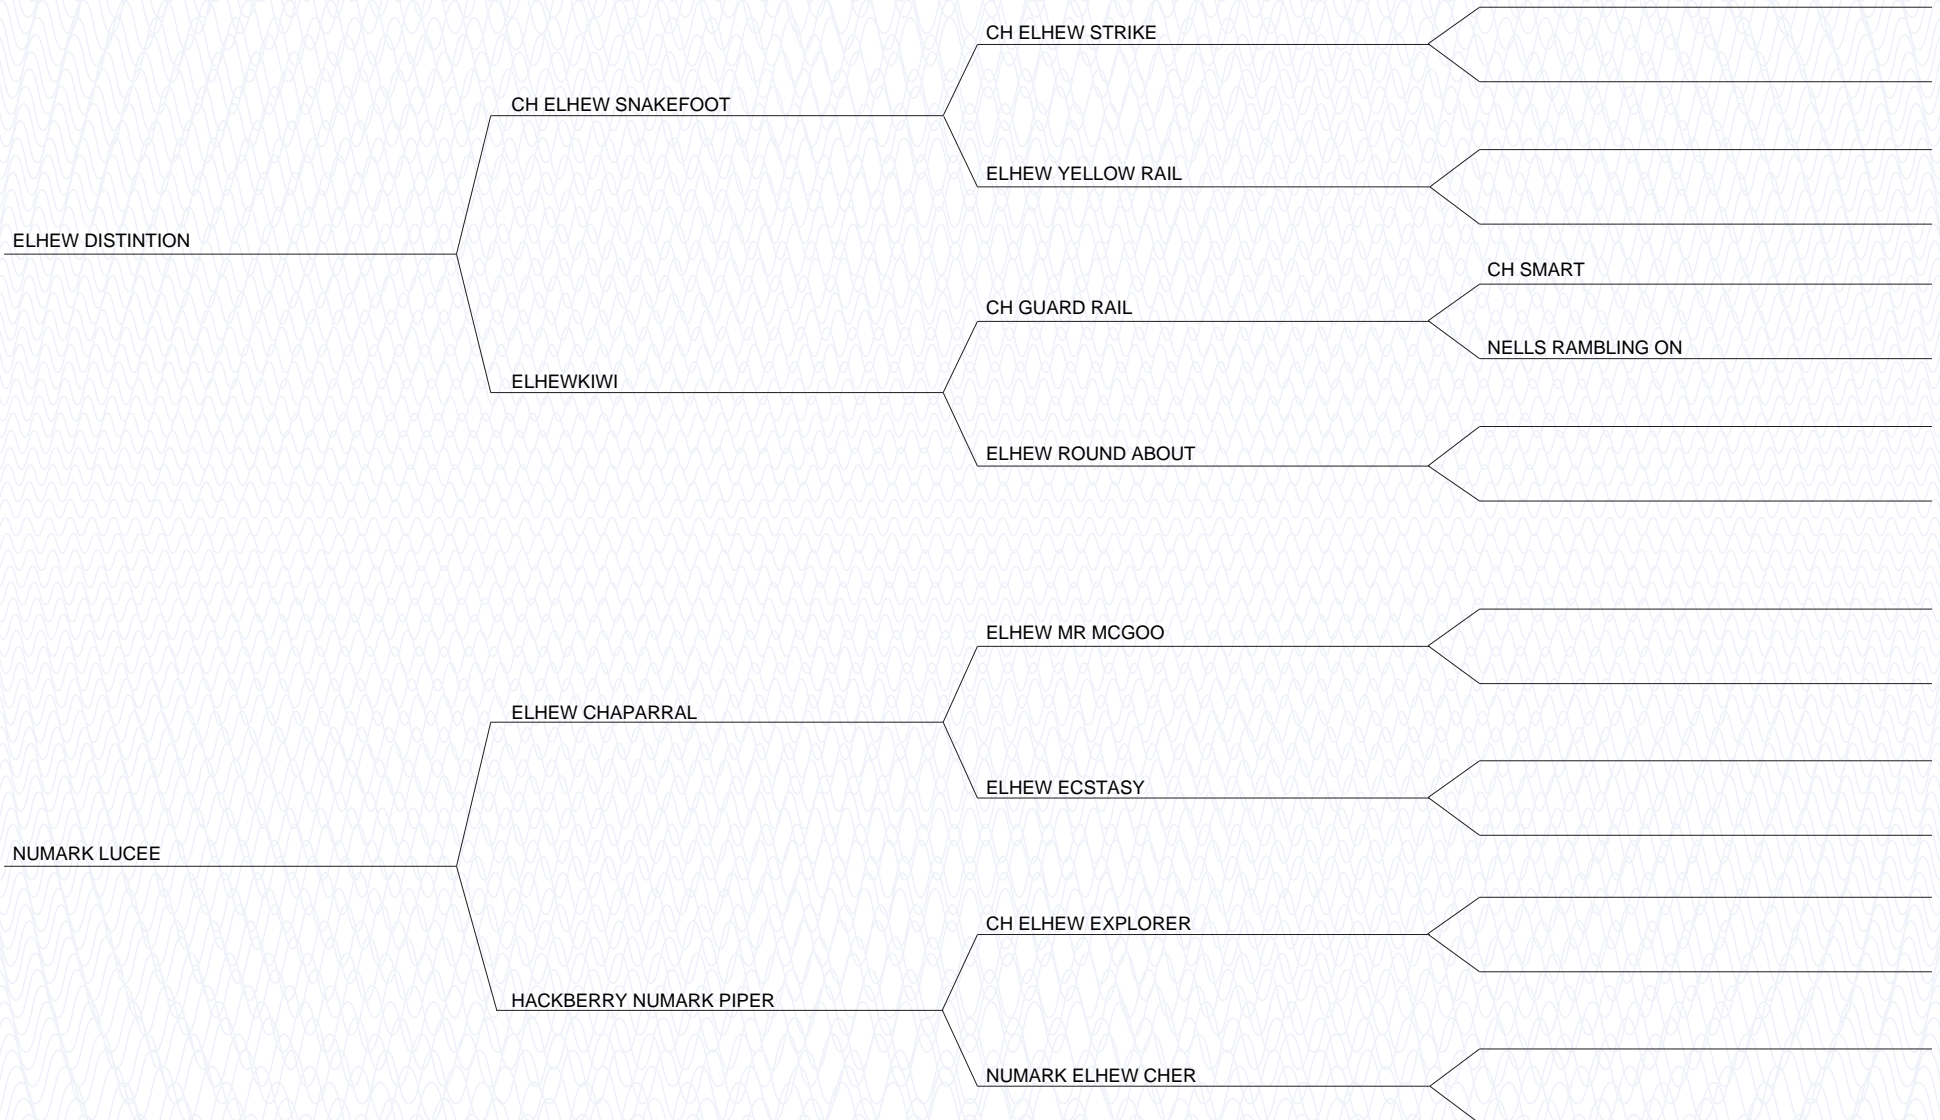 CH ELHEW STRIKE
CH ELHEW SNAKEFOOT
ELHEW YELLOW RAIL
ELHEW DISTINTION
CH SMART
CH GUARD RAIL
NELLS RAMBLING ON
ELHEWKIWI
ELHEW ROUND ABOUT
ELHEW MR MCGOO
ELHEW CHAPARRAL
ELHEW ECSTASY
NUMARK LUCEE
CH ELHEW EXPLORER
HACKBERRY NUMARK PIPER
NUMARK ELHEW CHER